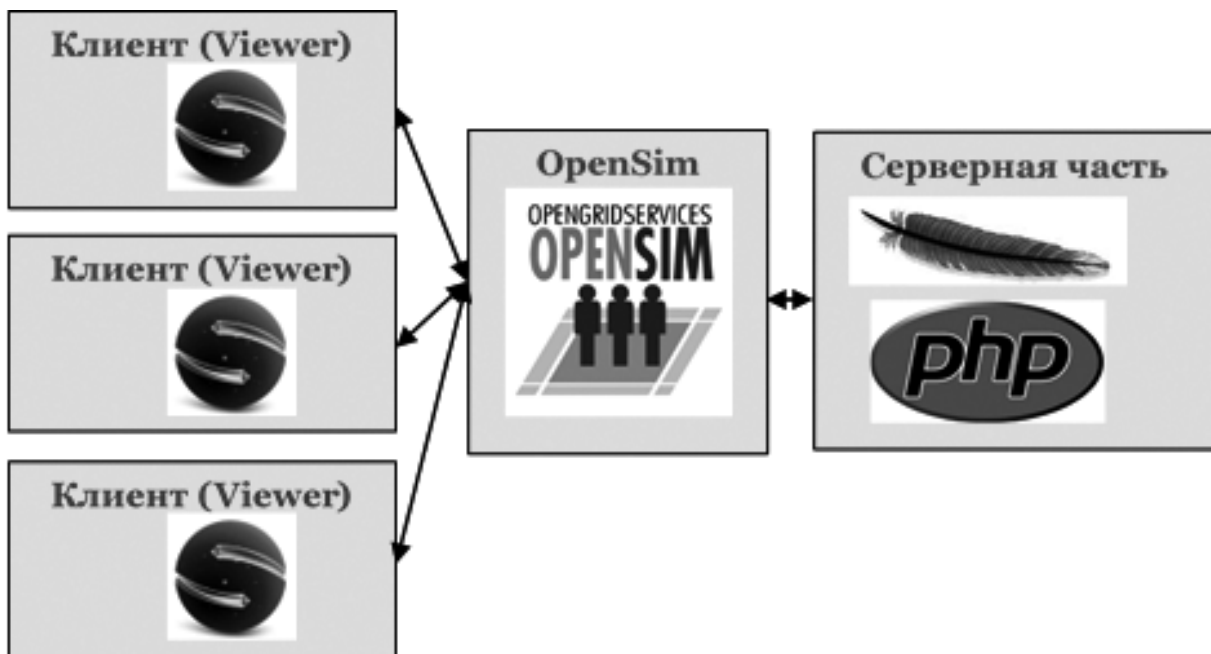 Клиент (Viewer)
Клиент (Viewer)
Клиент (Viewer)
OpenSim
OPENGRIDSERVICES
OPENSIM
Серверная часть
php